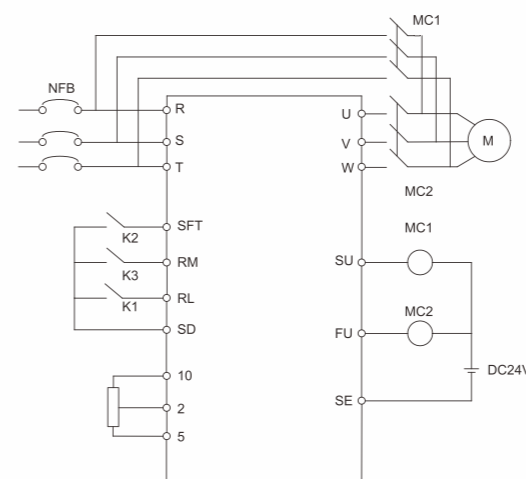 MC1
NFB
R
U
S
V
M
T
W
MC2
SFT
MC1
K2
RM
SU
K3
RL
K1
MC2
SD
FU
10
DC24V
2
SE
5